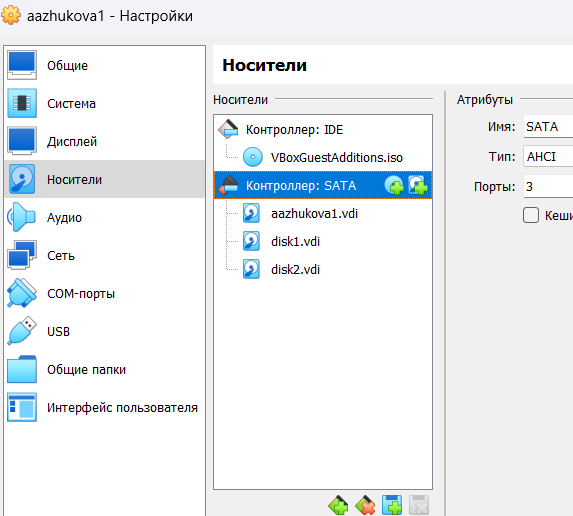 aazhukova1 - Настройки
Общие
Система
Дисплей
Носители
Аудио
Сеть
COM-порты
USB
Общие папки
Интерфейс пользователя
Носители
Носители
Контроллер: IDE
VBoxGuestAdditions.iso
Контроллер: SATA
aazhukova1.vdi
disk1.vdi
disk2.vdi
Атрибуты
Имя: SATA
Тип: AHCI
Порты: 3
Кеши